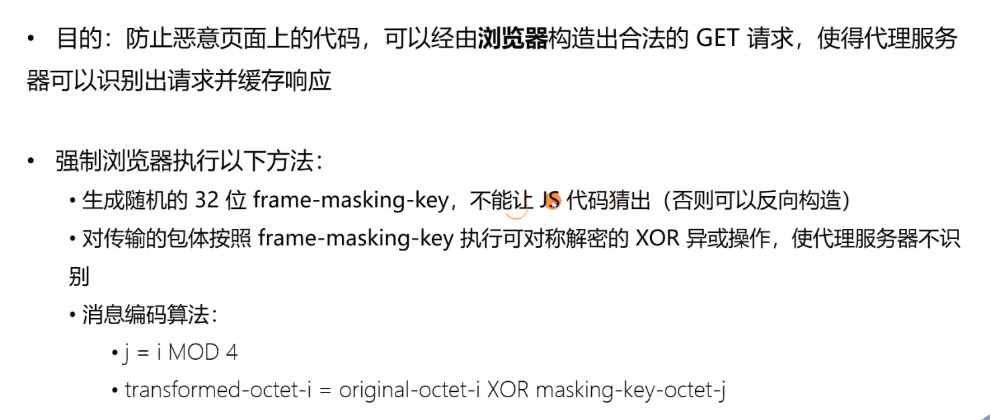 • 目的：防止恶意页面上的代码，可以经由浏览器构造出合法的 GET 请求，使得代理服务
器可以识别出请求并缓存响应
• 强制浏览器执行以下方法：
• 生成随机的 32 位 frame-masking-key，不能让 JS 代码猜出（否则可以反向构造）
• 对传输的包体按照 frame-masking-key 执行可对称解密的 XOR 异或操作，使代理服务器不识
别
• 消息编码算法：
• j = i MOD 4
• transformed-octet-i = original-octet-i XOR masking-key-octet-j